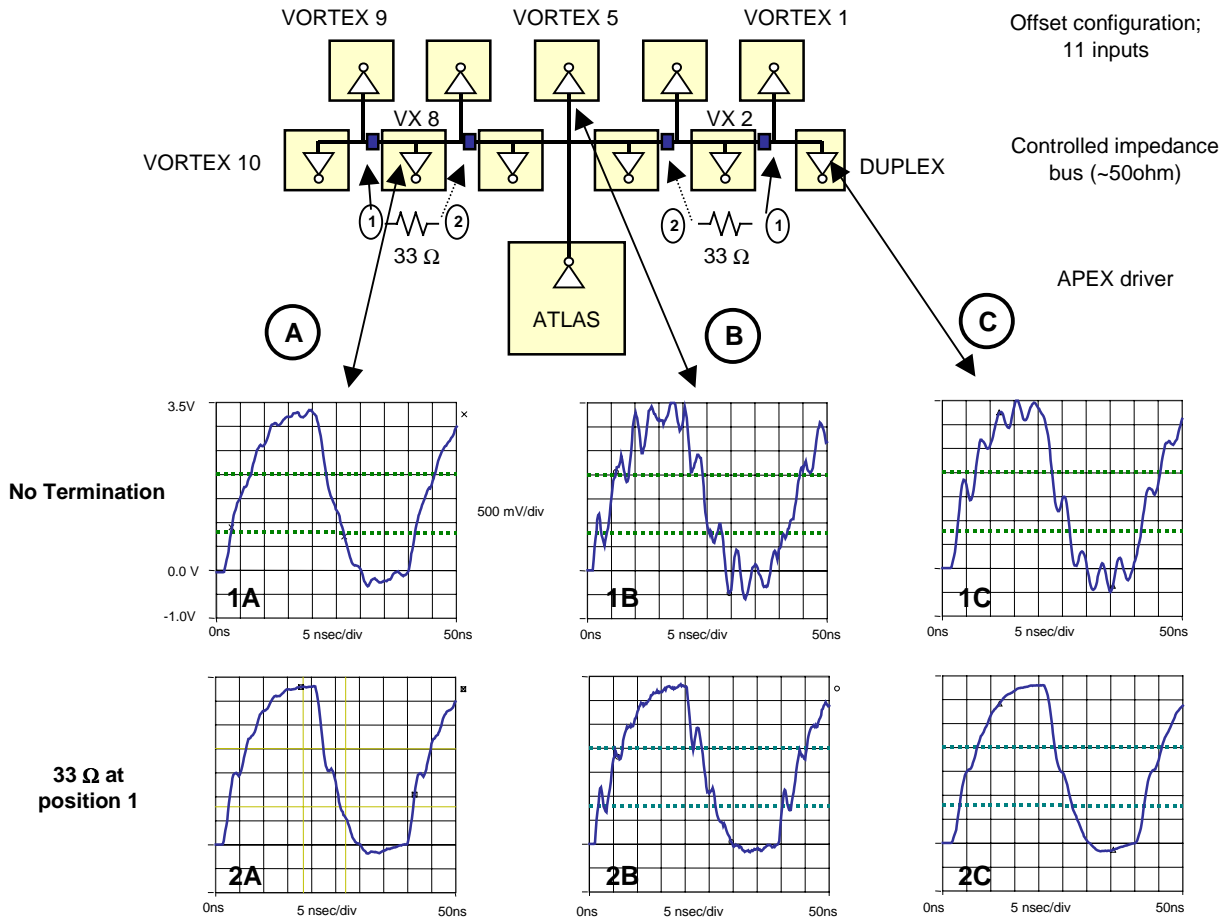 VORTEX 9
VORTEX 5
VORTEX 1
Offset configuration;
11 inputs
VX 8
VX 2
VORTEX 10
DUPLEX
Controlled impedance
bus (~50ohm)
1
2
2
1
33 Ω
33 Ω
APEX driver
ATLAS
A
B
C
3.5V
No Termination
500 mV/div
0.0 V
-1.0V
1A
1B
1C
0ns
5 nsec/div
50ns
0ns
5 nsec/div
50ns
0ns
5 nsec/div
50ns
33 Ω at
position 1
2A
2B
2C
0ns
5 nsec/div
50ns
0ns
5 nsec/div
50ns
0ns
5 nsec/div
50ns